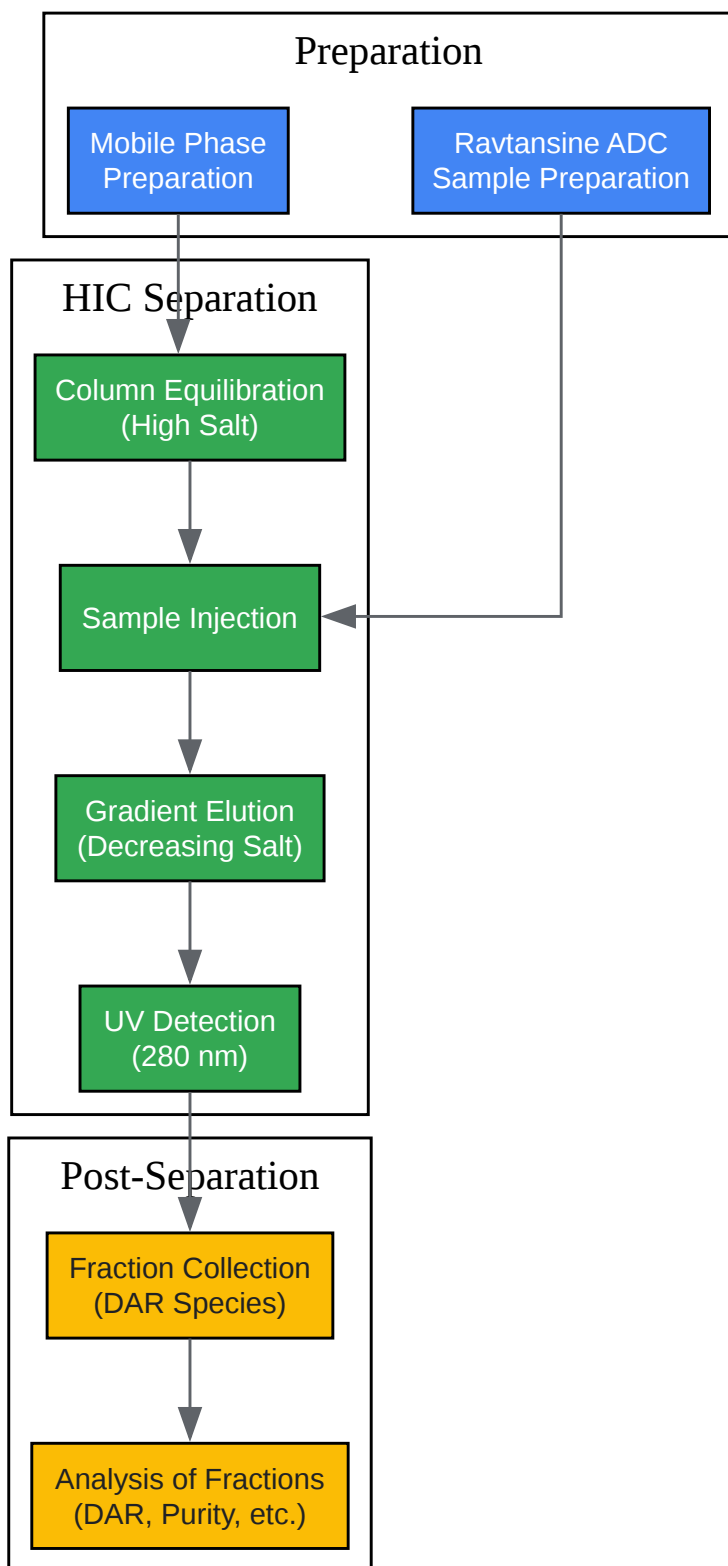 Preparation
Mobile Phase
Preparation
Ravtansine ADC
Sample Preparation
HIC Separation
Column Equilibration
(High Salt)
Sample Injection
Gradient Elution
(Decreasing Salt)
UV Detection
(280 nm)
Post-Separation
Fraction Collection
(DAR Species)
Analysis of Fractions
(DAR, Purity, etc.)